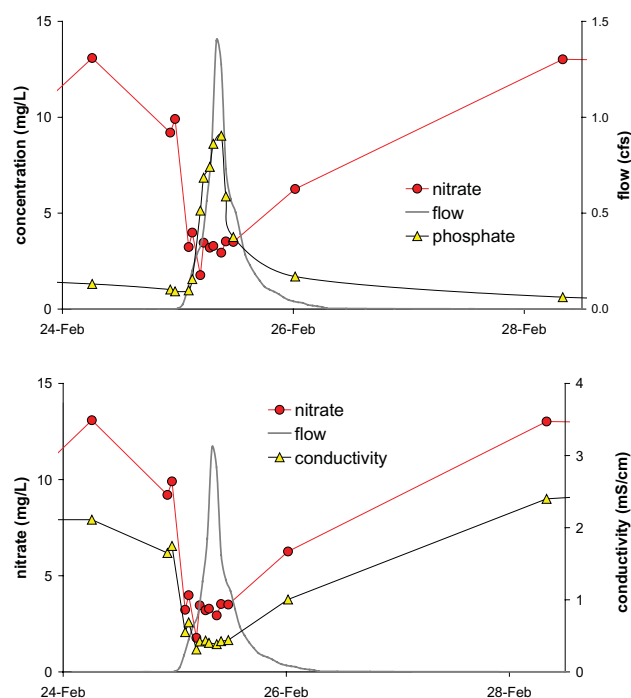 15
10
5
0
concentration (mg/L)
1.5
1.0
0.5
0.0
flow (cfs)
nitrate
flow
phosphate
24-Feb
26-Feb
28-Feb
15
10
5
0
nitrate (mg/L)
4
3
2
1
0
conductivity (mS/cm)
nitrate
flow
conductivity
24-Feb
26-Feb
28-Feb